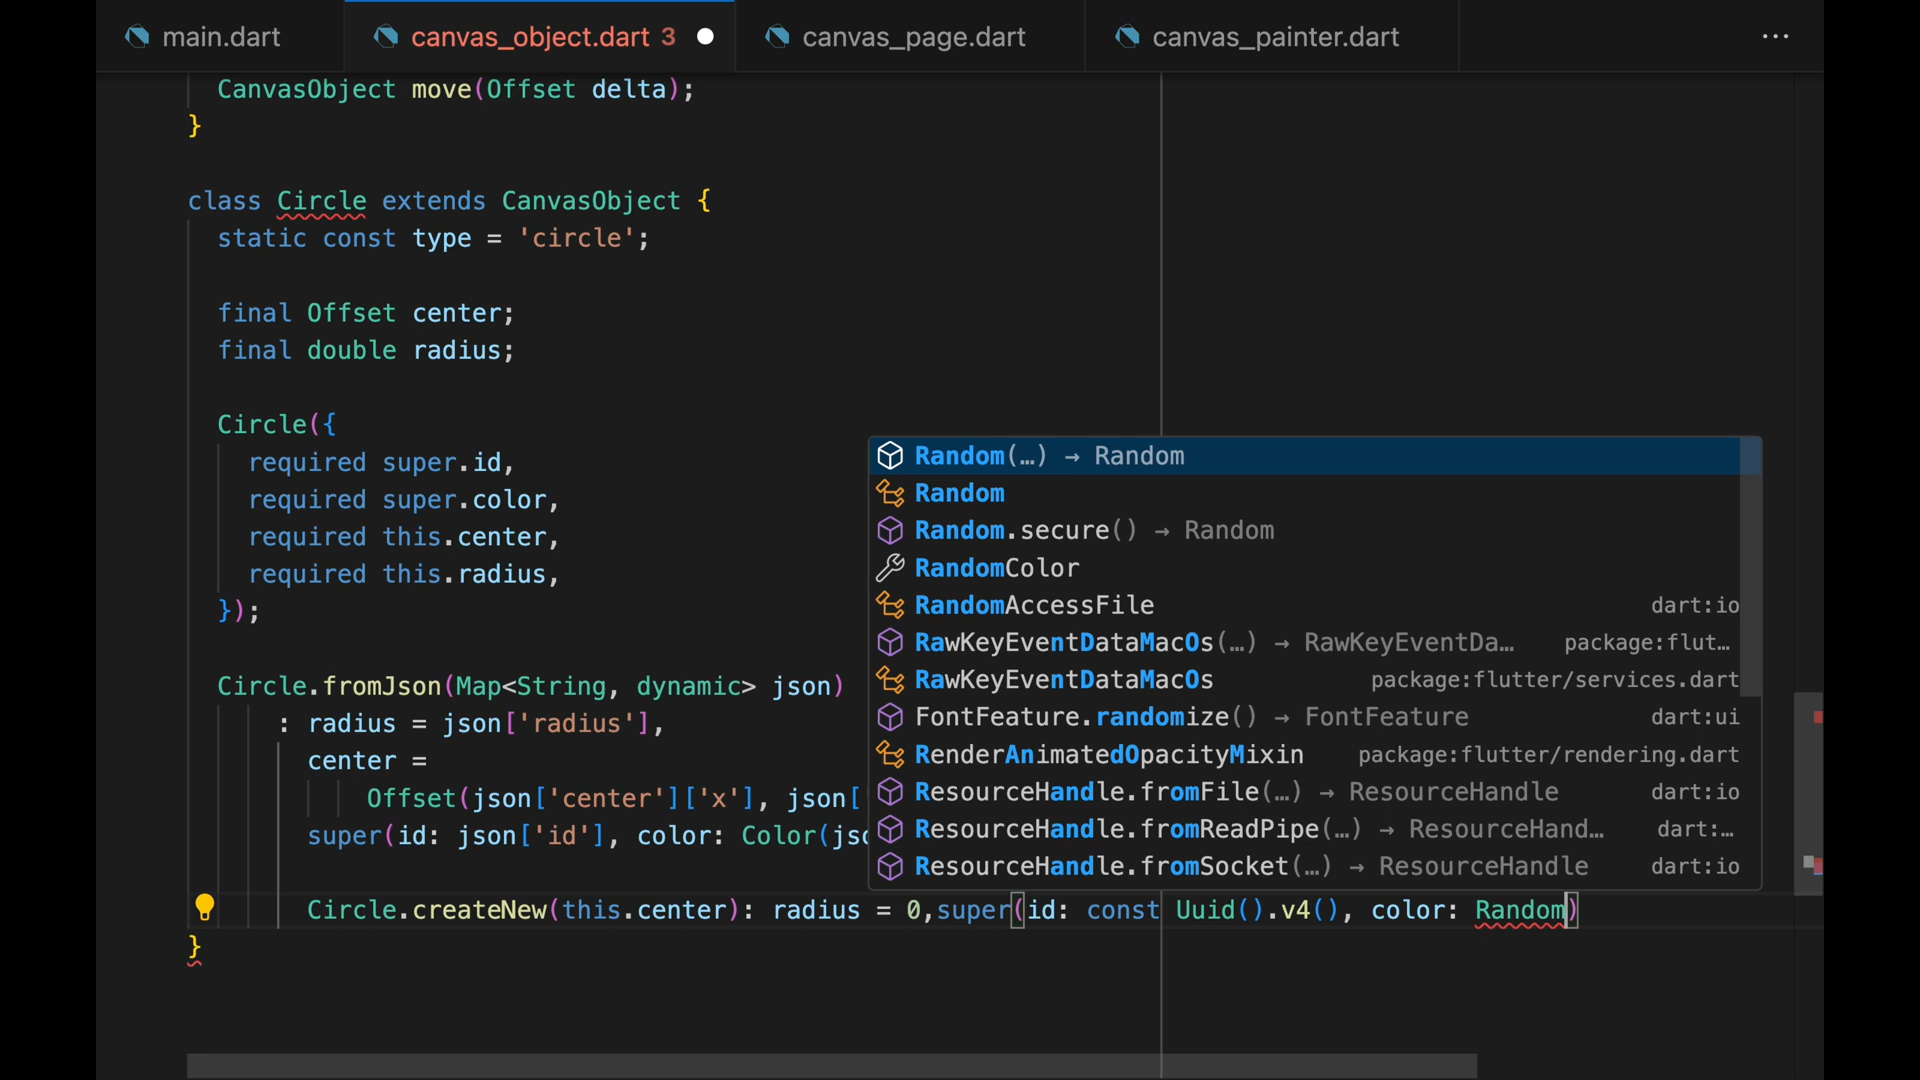 main.dart
canvas_object.dart 3
canvas_page.dart
canvas_painter.dart
...
CanvasObject move(Offset delta);
}
class Circle extends CanvasObject {
static const type = 'circle';
final Offset center;
final double radius;
Circle({
required super.id,
required super.color,
required this.center,
required this.radius,
});
Circle.fromJson(Map<String, dynamic> json)
: radius = json['radius'],
center =
Offset(json['center']['x'], json[
super(id: json['id'], color: Color(jso
Random(…) → Random
Random
Random.secure() → Random
RandomColor
RandomAccessFile dart:io
RawKeyEventDataMacOs(…) → RawKeyEventDa… package:flut…
RawKeyEventDataMacOs package:flutter/services.dart
FontFeature.randomize() → FontFeature dart:ui
RenderAnimatedOpacityMixin package:flutter/rendering.dart
ResourceHandle.fromFile(…) → ResourceHandle dart:io
ResourceHandle.fromReadPipe(…) → ResourceHand… dart:…
ResourceHandle.fromSocket(…) → ResourceHandle dart:io
Circle.createNew(this.center): radius = 0,super(id: const Uuid().v4(), color: Random)
}